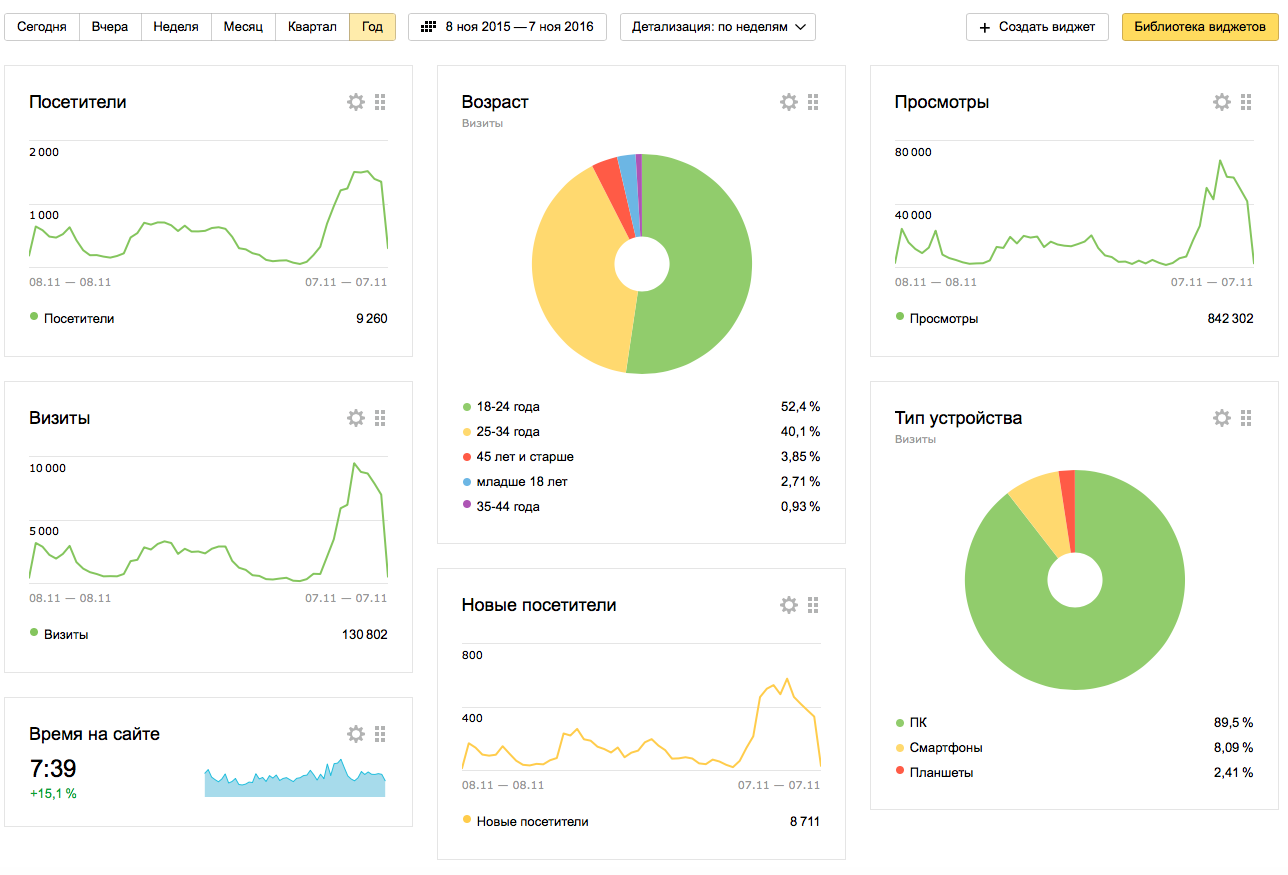 Сегодня Вчера Неделя Месяц Квартал Год 8 ноя 2015 — 7 ноя 2016 Детализация: по неделям + Создать виджет Библиотека виджетов
Посетители
2 000
1 000
08.11 — 08.11 07.11 — 07.11
Посетители 9 260
Визиты
10 000
5 000
08.11 — 08.11 07.11 — 07.11
Визиты 130 802
Время на сайте
7:39
+15,1 %
Возраст
Визиты
18-24 года 52,4 %
25-34 года 40,1 %
45 лет и старше 3,85 %
младше 18 лет 2,71 %
35-44 года 0,93 %
Новые посетители
800
400
08.11 — 08.11 07.11 — 07.11
Новые посетители 8 711
Просмотры
80 000
40 000
08.11 — 08.11 07.11 — 07.11
Просмотры 842 302
Тип устройства
Визиты
ПК 89,5 %
Смартфоны 8,09 %
Планшеты 2,41 %